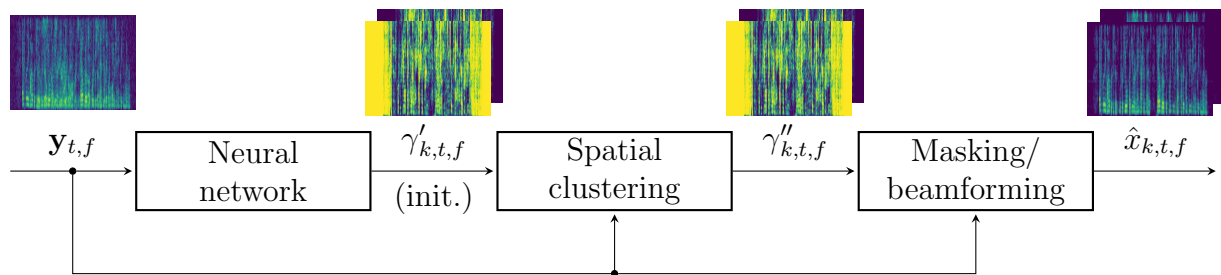 y_{t,f}
Neural
network
γ′_{k,t,f}
(init.)
Spatial
clustering
γ″_{k,t,f}
Masking/
beamforming
x̂_{k,t,f}